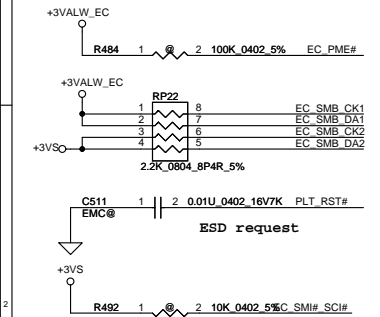 +3VALW_EC
R484 1 @ 2 100K_0402_5% EC_PME#
+3VALW_EC
RP22
1 8 EC_SMB_CK1
2 7 EC_SMB_DA1
3 6 EC_SMB_CK2
+3VS 4 5 EC_SMB_DA2
2.2K_0804_8P4R_5%
C511 1 2 0.01U_0402_16V7K PLT_RST#
EMC@
ESD request
+3VS
2
R492 1 @ 2 10K_0402_5% EC_SMI#_SCI#